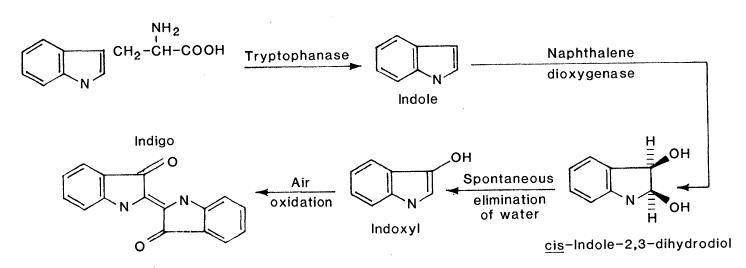 NH2
CH2-CH-COOH
N
Tryptophanase
N
Indole
Naphthalene
dioxygenase
H
OH
N
OH
H
cis-Indole-2,3-dihydrodiol
Spontaneous
elimination
of water
OH
N
Indoxyl
Air
oxidation
Indigo
O
N
N
O